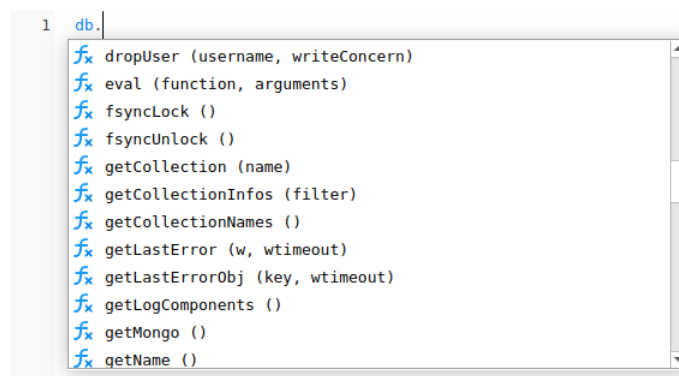 1 db.
dropUser (username, writeConcern)
eval (function, arguments)
fsyncLock ()
fsyncUnlock ()
getCollection (name)
getCollectionInfos (filter)
getCollectionNames ()
getLastError (w, wtimeout)
getLastErrorObj (key, wtimeout)
getLogComponents ()
getMongo ()
getName ()